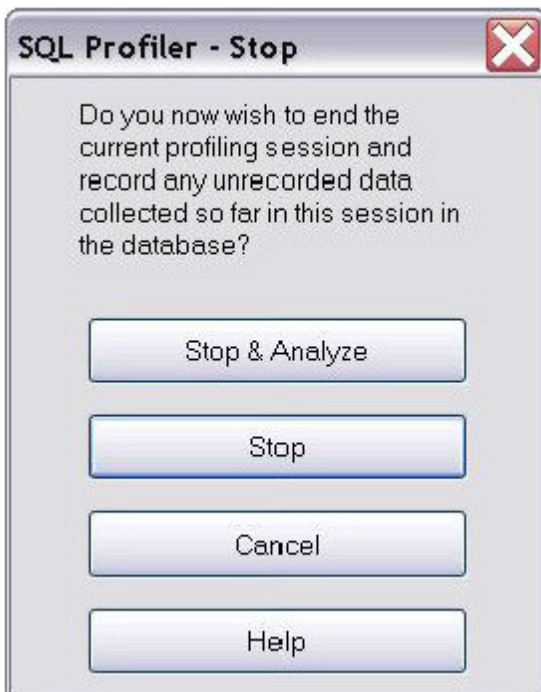 SQL Profiler - Stop
Do you now wish to end the
current profiling session and
record any unrecorded data
collected so far in this session in
the database?
Stop & Analyze
Stop
Cancel
Help